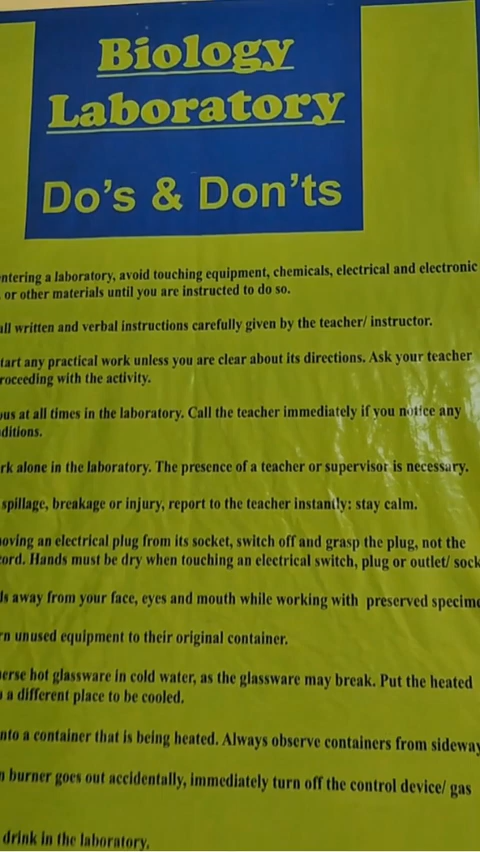 Biology
Laboratory
Do's & Don'ts
ntering a laboratory, avoid touching equipment, chemicals, electrical and electronic
or other materials until you are instructed to do so.
all written and verbal instructions carefully given by the teacher/ instructor.
tart any practical work unless you are clear about its directions. Ask your teacher
roceeding with the activity.
ous at all times in the laboratory. Call the teacher immediately if you notice any
ditions.
rk alone in the laboratory. The presence of a teacher or supervisor is necessary.
spillage, breakage or injury, report to the teacher instantly: stay calm.
oving an electrical plug from its socket, switch off and grasp the plug, not the
ord. Hands must be dry when touching an electrical switch, plug or outlet/ sock
ds away from your face, eyes and mouth while working with preserved specime
rn unused equipment to their original container.
erse hot glassware in cold water, as the glassware may break. Put the heated
a different place to be cooled.
nto a container that is being heated. Always observe containers from sideway
n burner goes out accidentally, immediately turn off the control device/ gas
drink in the laboratory.